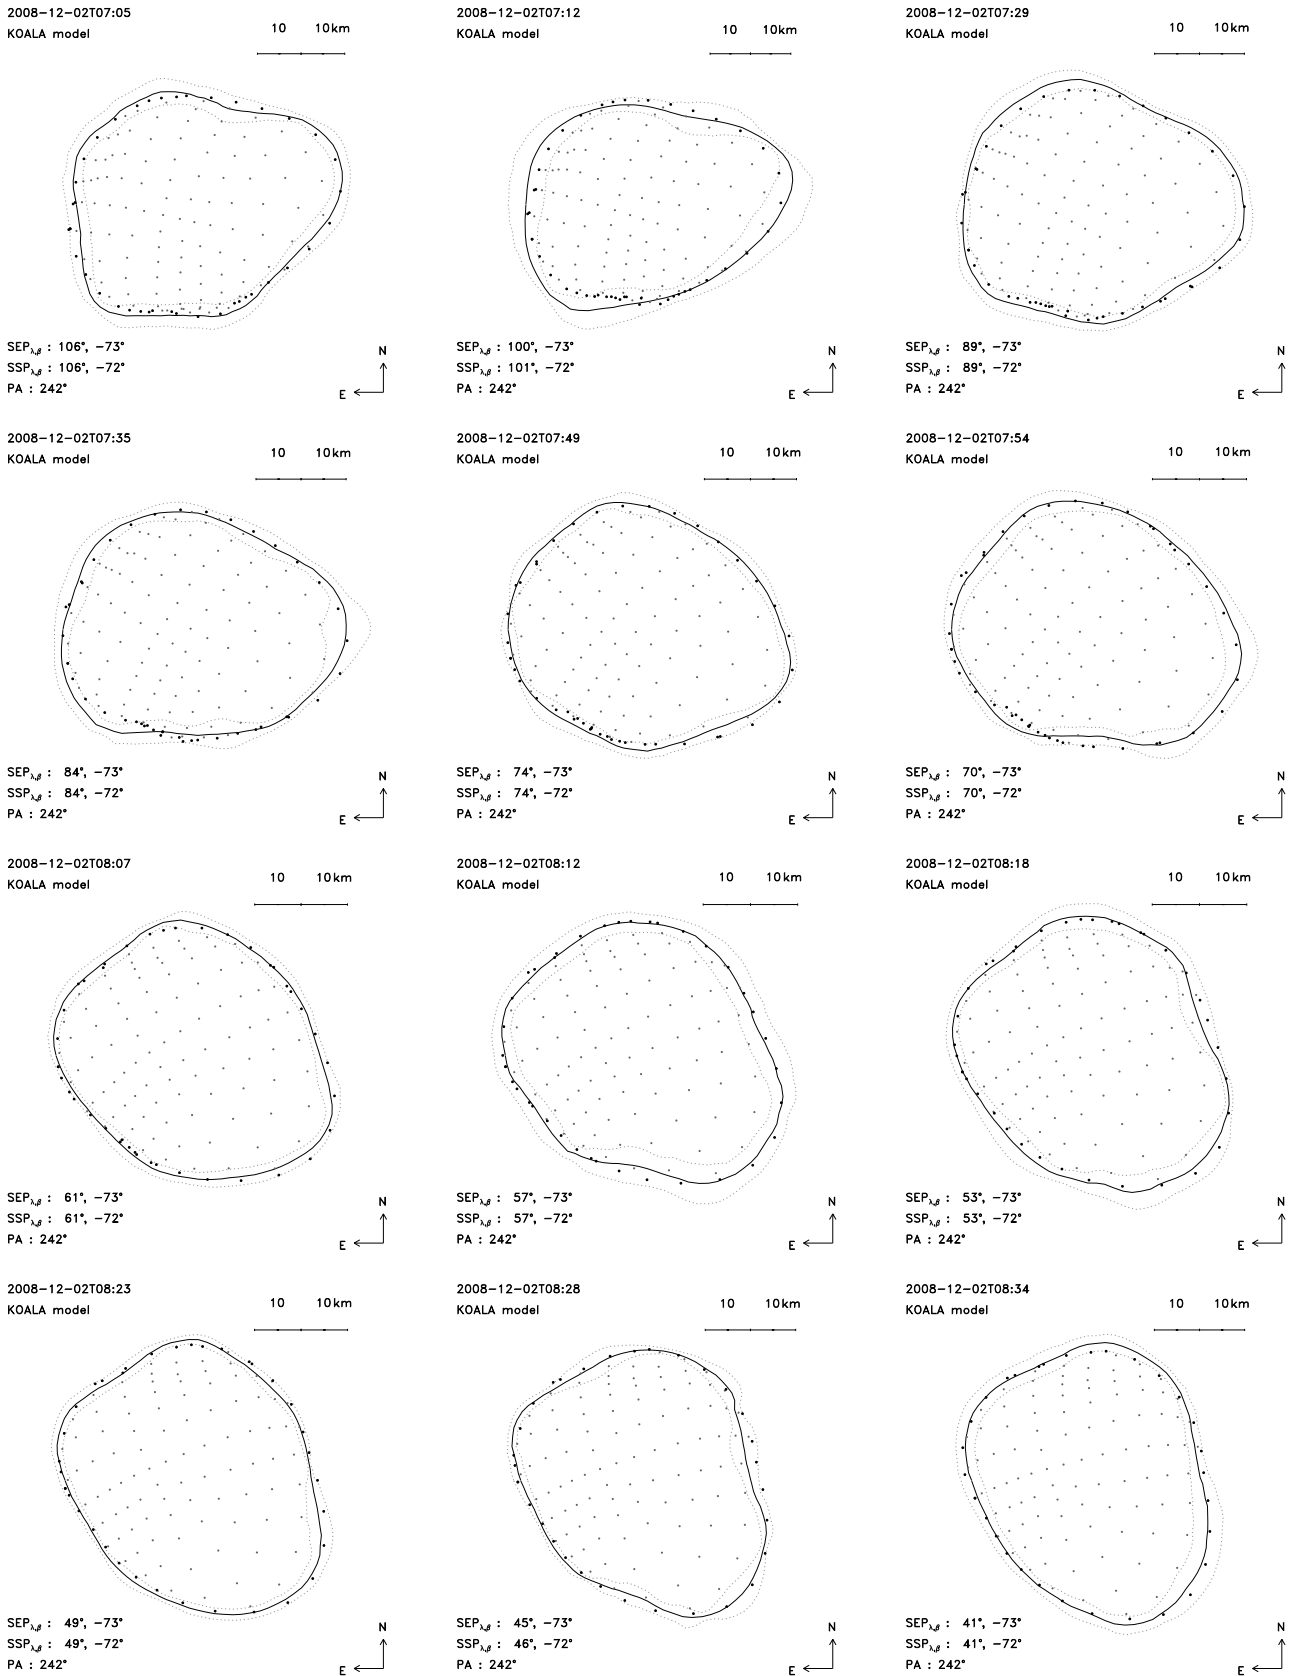 2008-12-02T07:05
KOALA model
10 10km
SEPλ,β : 106°, -73°
SSPλ,β : 106°, -72°
PA : 242°
N
E
2008-12-02T07:12
KOALA model
10 10km
SEPλ,β : 100°, -73°
SSPλ,β : 101°, -72°
PA : 242°
N
E
2008-12-02T07:29
KOALA model
10 10km
SEPλ,β : 89°, -73°
SSPλ,β : 89°, -72°
PA : 242°
N
E
2008-12-02T07:35
KOALA model
10 10km
SEPλ,β : 84°, -73°
SSPλ,β : 84°, -72°
PA : 242°
N
E
2008-12-02T07:49
KOALA model
10 10km
SEPλ,β : 74°, -73°
SSPλ,β : 74°, -72°
PA : 242°
N
E
2008-12-02T07:54
KOALA model
10 10km
SEPλ,β : 70°, -73°
SSPλ,β : 70°, -72°
PA : 242°
N
E
2008-12-02T08:07
KOALA model
10 10km
SEPλ,β : 61°, -73°
SSPλ,β : 61°, -72°
PA : 242°
N
E
2008-12-02T08:12
KOALA model
10 10km
SEPλ,β : 57°, -73°
SSPλ,β : 57°, -72°
PA : 242°
N
E
2008-12-02T08:18
KOALA model
10 10km
SEPλ,β : 53°, -73°
SSPλ,β : 53°, -72°
PA : 242°
N
E
2008-12-02T08:23
KOALA model
10 10km
SEPλ,β : 49°, -73°
SSPλ,β : 49°, -72°
PA : 242°
N
E
2008-12-02T08:28
KOALA model
10 10km
SEPλ,β : 45°, -73°
SSPλ,β : 46°, -72°
PA : 242°
N
E
2008-12-02T08:34
KOALA model
10 10km
SEPλ,β : 41°, -73°
SSPλ,β : 41°, -72°
PA : 242°
N
E